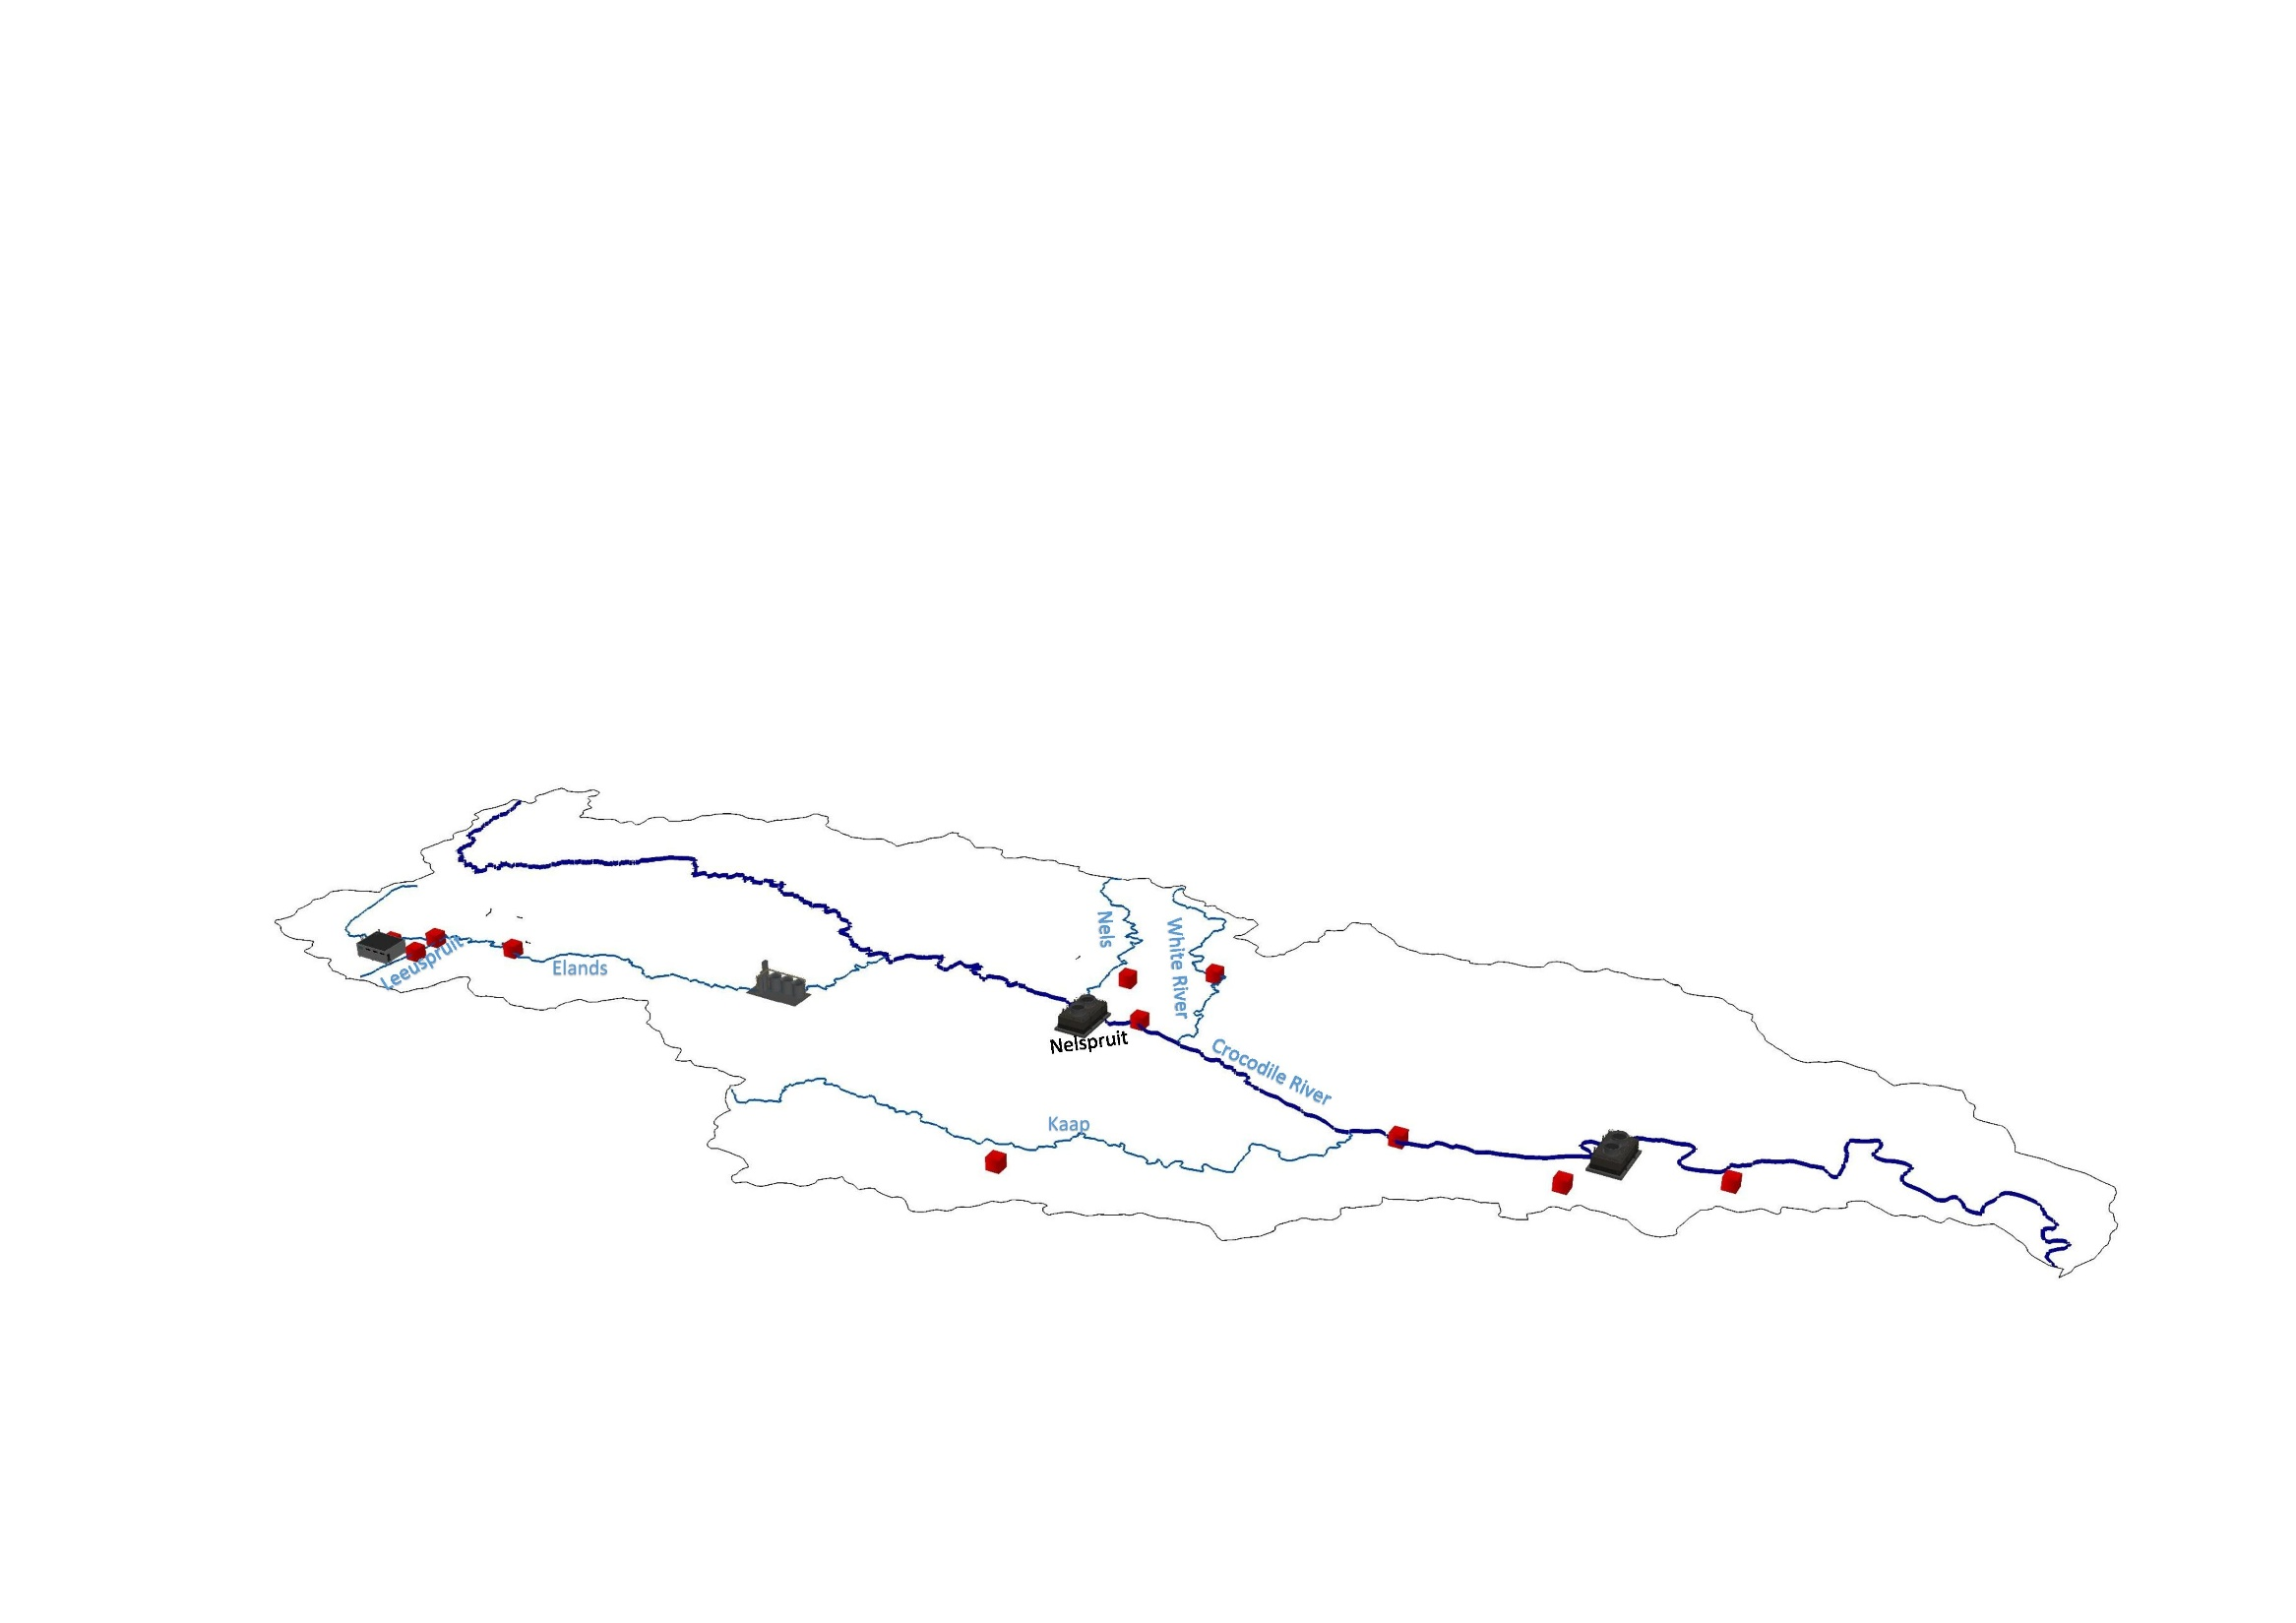 Nels
White River
Leeuspruit
Elands
Nelspruit
Crocodile River
Kaap